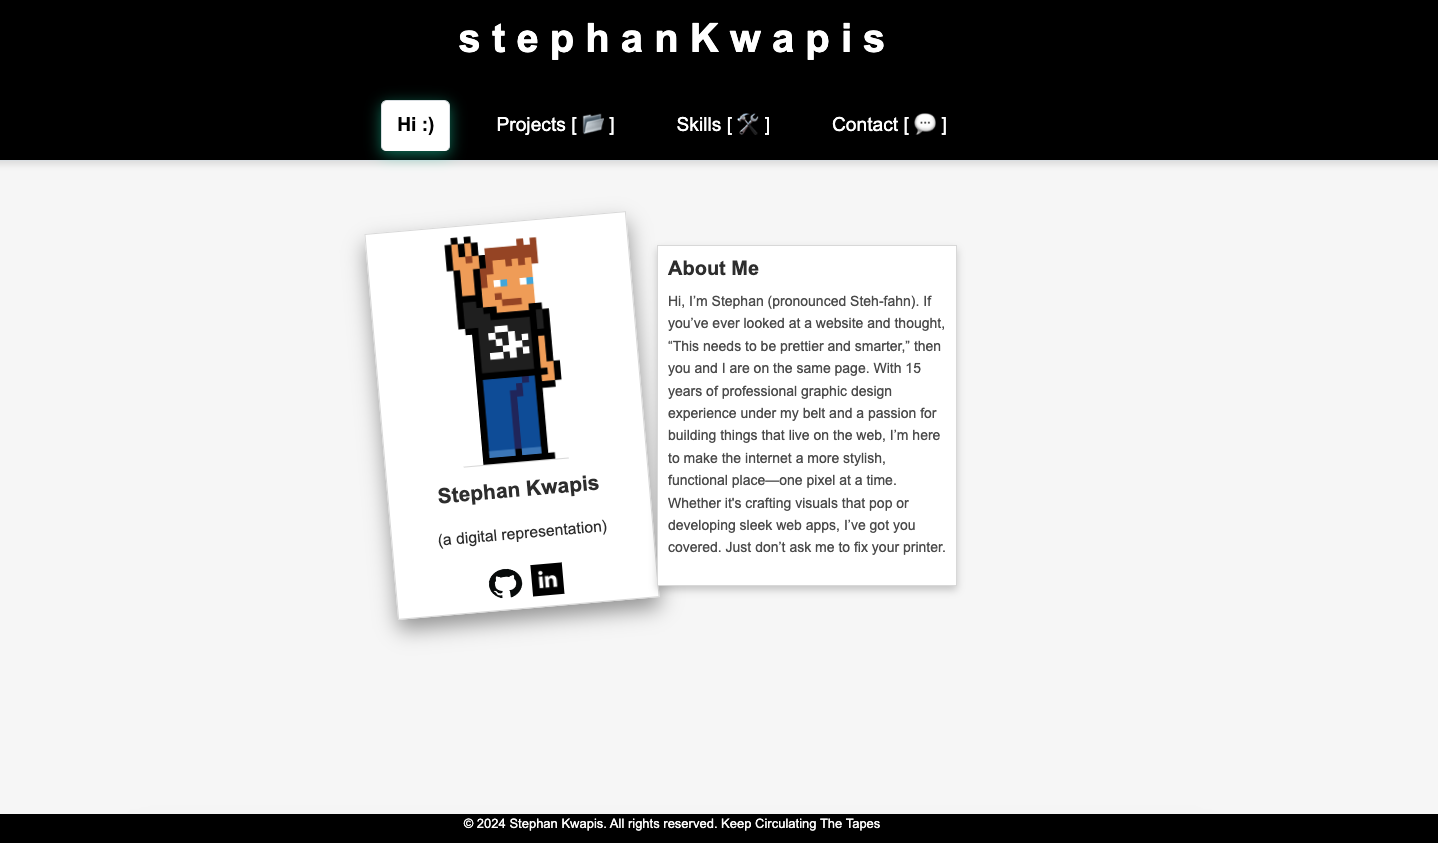 stephanKwapis
Hi :)
Projects [ 📂 ]
Skills [ 🛠 ]
Contact [ 💬 ]
SK
Stephan Kwapis
(a digital representation)
in
About Me
Hi, I’m Stephan (pronounced Steh-fahn). If
you’ve ever looked at a website and thought,
“This needs to be prettier and smarter,” then
you and I are on the same page. With 15
years of professional graphic design
experience under my belt and a passion for
building things that live on the web, I’m here
to make the internet a more stylish,
functional place—one pixel at a time.
Whether it's crafting visuals that pop or
developing sleek web apps, I’ve got you
covered. Just don’t ask me to fix your printer.
© 2024 Stephan Kwapis. All rights reserved. Keep Circulating The Tapes